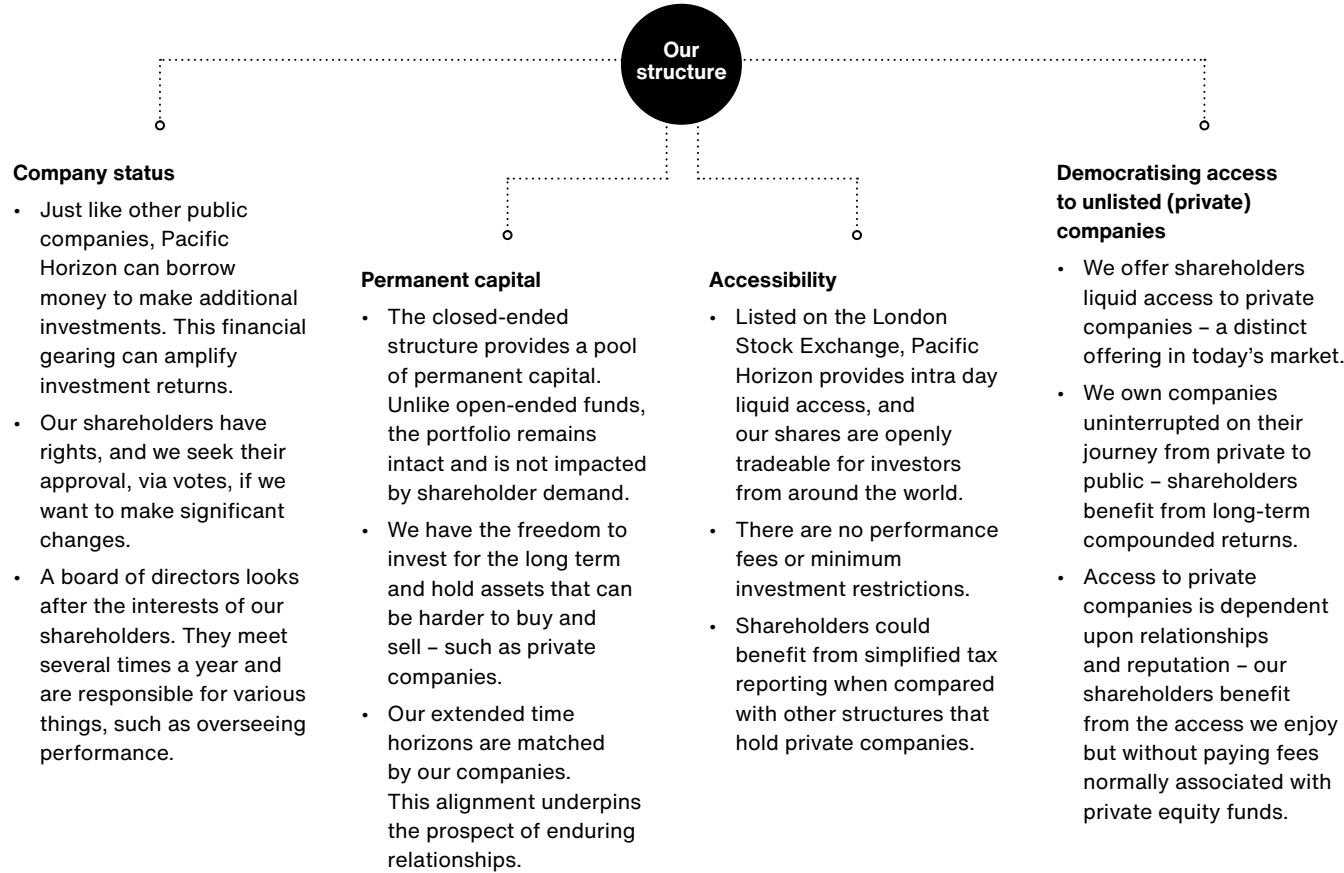 Our
structure
Company status
• Just like other public
companies, Pacific
Horizon can borrow
money to make additional
investments. This financial
gearing can amplify
investment returns.
• Our shareholders have
rights, and we seek their
approval, via votes, if we
want to make significant
changes.
• A board of directors looks
after the interests of our
shareholders. They meet
several times a year and
are responsible for various
things, such as overseeing
performance.
Permanent capital
• The closed-ended
structure provides a pool
of permanent capital.
Unlike open-ended funds,
the portfolio remains
intact and is not impacted
by shareholder demand.
• We have the freedom to
invest for the long term
and hold assets that can
be harder to buy and
sell – such as private
companies.
• Our extended time
horizons are matched
by our companies.
This alignment underpins
the prospect of enduring
relationships.
Accessibility
• Listed on the London
Stock Exchange, Pacific
Horizon provides intra day
liquid access, and
our shares are openly
tradeable for investors
from around the world.
• There are no performance
fees or minimum
investment restrictions.
• Shareholders could
benefit from simplified tax
reporting when compared
with other structures that
hold private companies.
Democratising access
to unlisted (private)
companies
• We offer shareholders
liquid access to private
companies – a distinct
offering in today’s market.
• We own companies
uninterrupted on their
journey from private to
public – shareholders
benefit from long-term
compounded returns.
• Access to private
companies is dependent
upon relationships
and reputation – our
shareholders benefit
from the access we enjoy
but without paying fees
normally associated with
private equity funds.